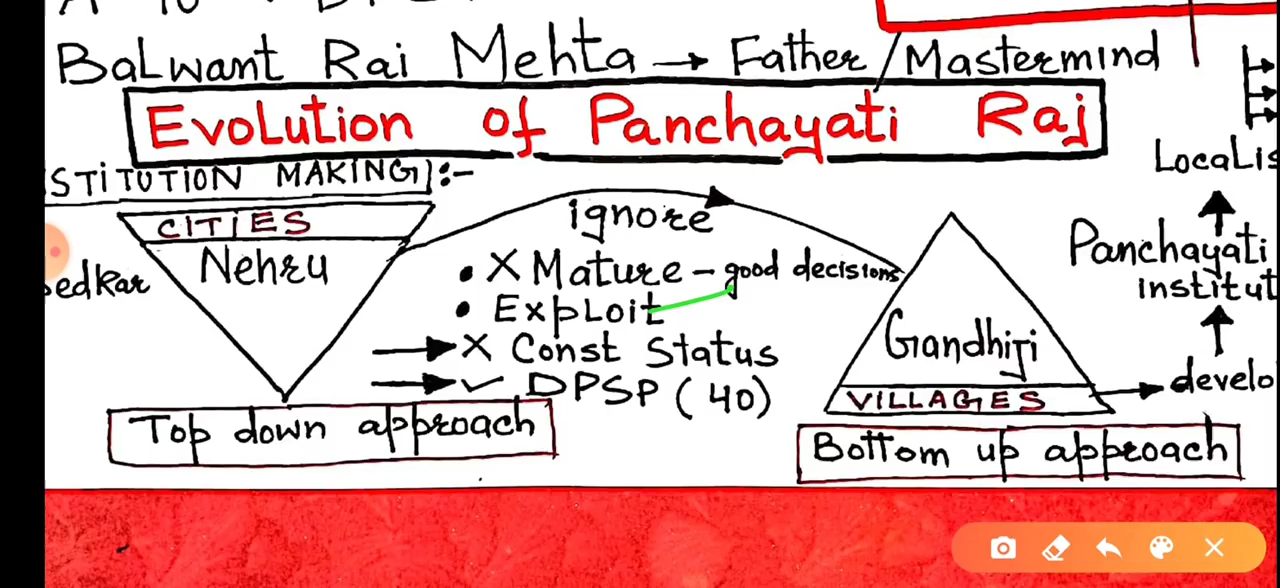 Balwant Rai Mehta → Father / Mastermind
Evolution of Panchayati Raj
STITUTION MAKING):-
CITIES
Nehru
edkar
ignore
• X Mature - good decisions
• Exploit
→ X Const Status
→ ✓ DPSP (40)
Top down approach
Gandhiji
VILLAGES
Bottom up approach
Localis
Panchayati
institut
develo